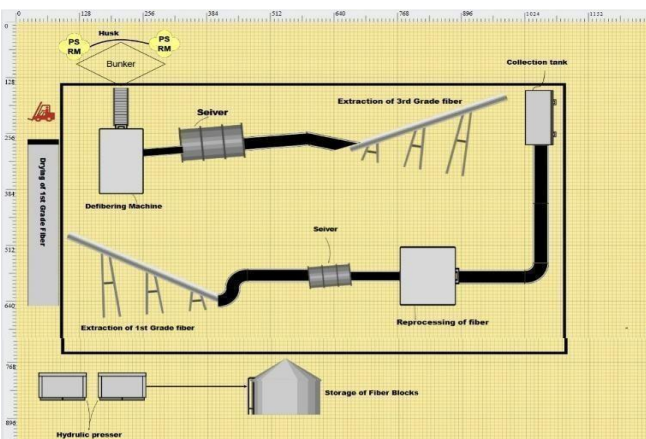 0 128 256 384 512 640 768 896 1024 1152
0
128
256
384
512
640
768
896
Husk
PS
RM
PS
RM
Bunker
Collection tank
Seiver
Extraction of 3rd Grade fiber
Drying of 1st Grade Fiber
Defibering Machine
Seiver
Reprocessing of fiber
Extraction of 1st Grade fiber
Storage of Fiber Blocks
Hydrulic presser